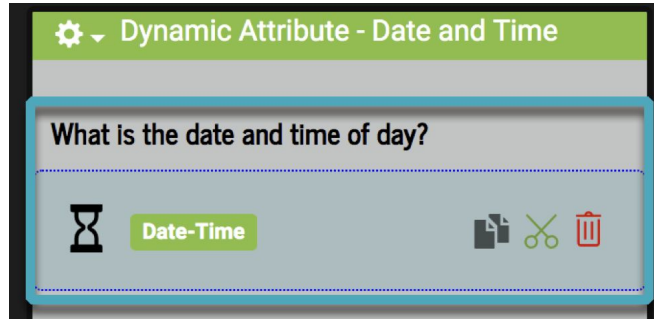 Dynamic Attribute - Date and Time
What is the date and time of day?
Date-Time